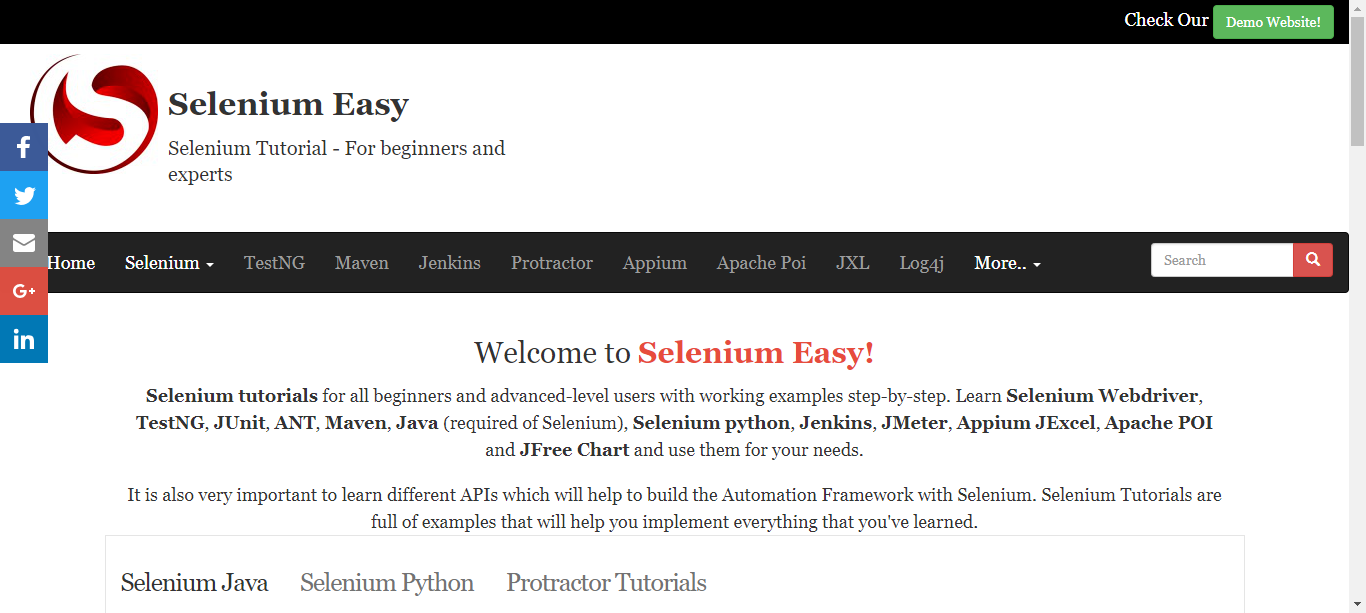 Check Our Demo Website!
Selenium Easy
Selenium Tutorial - For beginners and
experts
Home Selenium TestNG Maven Jenkins Protractor Appium Apache Poi JXL Log4j More.. Search
Welcome to Selenium Easy!
Selenium tutorials for all beginners and advanced-level users with working examples step-by-step. Learn Selenium Webdriver,
TestNG, JUnit, ANT, Maven, Java (required of Selenium), Selenium python, Jenkins, JMeter, Appium JExcel, Apache POI
and JFree Chart and use them for your needs.
It is also very important to learn different APIs which will help to build the Automation Framework with Selenium. Selenium Tutorials are
full of examples that will help you implement everything that you've learned.
Selenium Java Selenium Python Protractor Tutorials